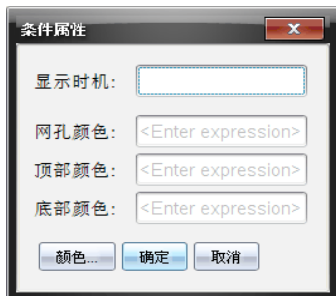 条件属性
显示时机:
网孔颜色: <Enter expression>
顶部颜色: <Enter expression>
底部颜色: <Enter expression>
颜色... 确定 取消